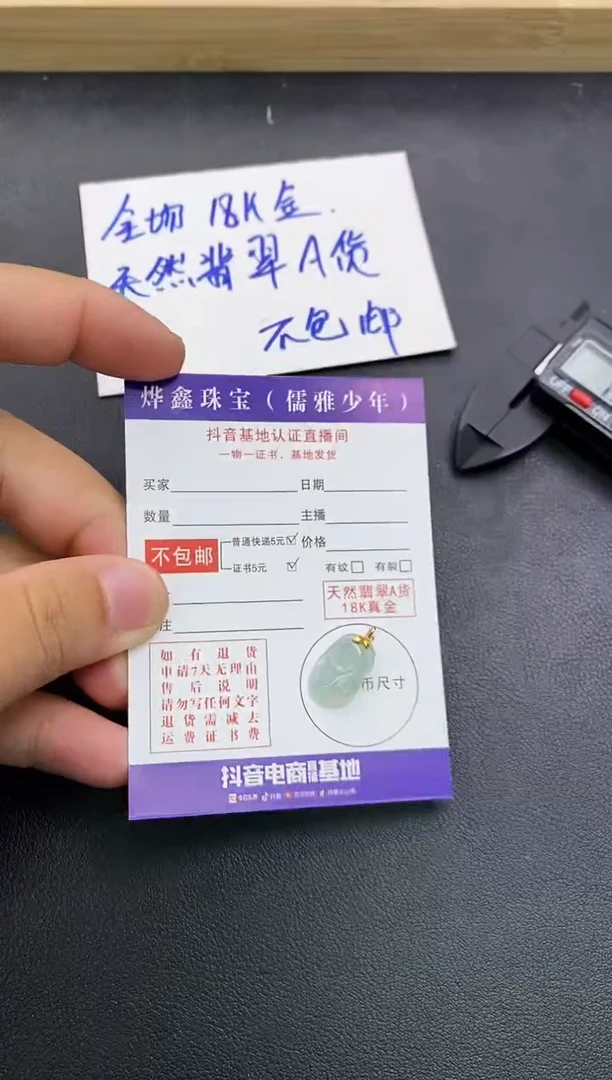 全场 18K金.
天然翡翠A货
不包邮
烨鑫珠宝（儒雅少年）
抖音基地认证直播间
一物一证书、基地发货
买家 日期
数量 主播
不包邮 普通快递5元☑ 价格
证书5元 ☑ 有纹□ 有裂□
天然翡翠A货
18K真金
注
如有退货
申请7天无理由
售后说明
请勿写任何文字
退货需减去
运费证书费
币尺寸
抖音电商直播基地
OFF